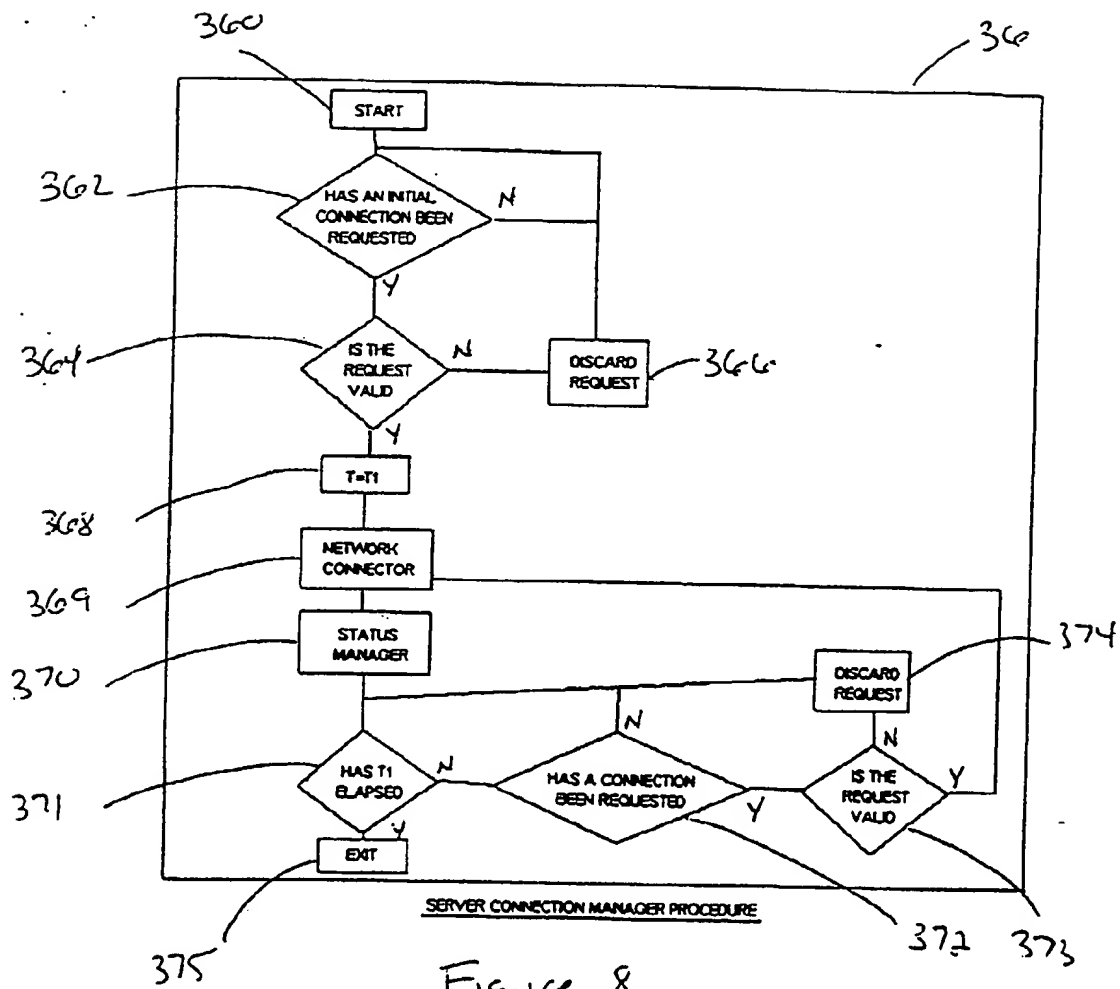 360
36
START
362
HAS AN INITIAL
CONNECTION BEEN
REQUESTED
N
Y
364
IS THE
REQUEST
VALID
N
DISCARD
REQUEST
366
Y
T=T1
368
NETWORK
CONNECTOR
369
STATUS
MANAGER
370
374
DISCARD
REQUEST
N
N
HAS T1
ELAPSED
N
HAS A CONNECTION
BEEN REQUESTED
Y
IS THE
REQUEST
VALID
Y
371
Y
EXIT
SERVER CONNECTION MANAGER PROCEDURE
372
373
375
Figure 8